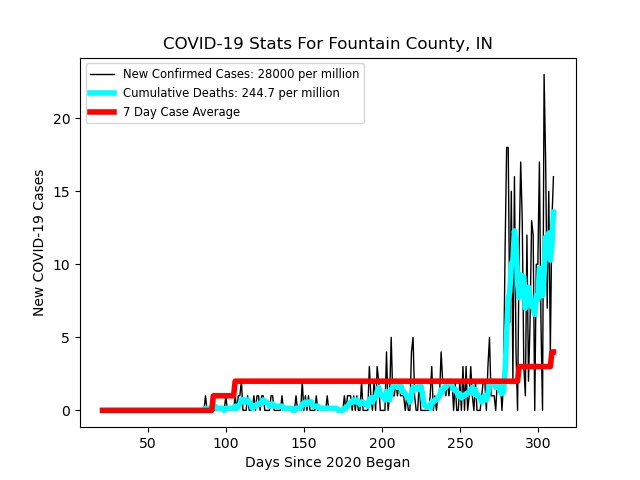 COVID-19 Stats For Fountain County, IN
New Confirmed Cases: 28000 per million
Cumulative Deaths: 244.7 per million
7 Day Case Average
New COVID-19 Cases
20
15
10
5
0
50 100 150 200 250 300
Days Since 2020 Began